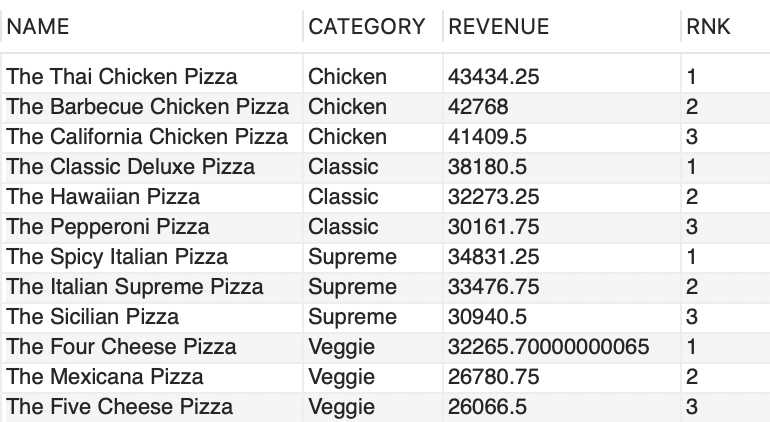 NAME CATEGORY REVENUE RNK
The Thai Chicken Pizza Chicken 43434.25 1
The Barbecue Chicken Pizza Chicken 42768 2
The California Chicken Pizza Chicken 41409.5 3
The Classic Deluxe Pizza Classic 38180.5 1
The Hawaiian Pizza Classic 32273.25 2
The Pepperoni Pizza Classic 30161.75 3
The Spicy Italian Pizza Supreme 34831.25 1
The Italian Supreme Pizza Supreme 33476.75 2
The Sicilian Pizza Supreme 30940.5 3
The Four Cheese Pizza Veggie 32265.70000000065 1
The Mexicana Pizza Veggie 26780.75 2
The Five Cheese Pizza Veggie 26066.5 3